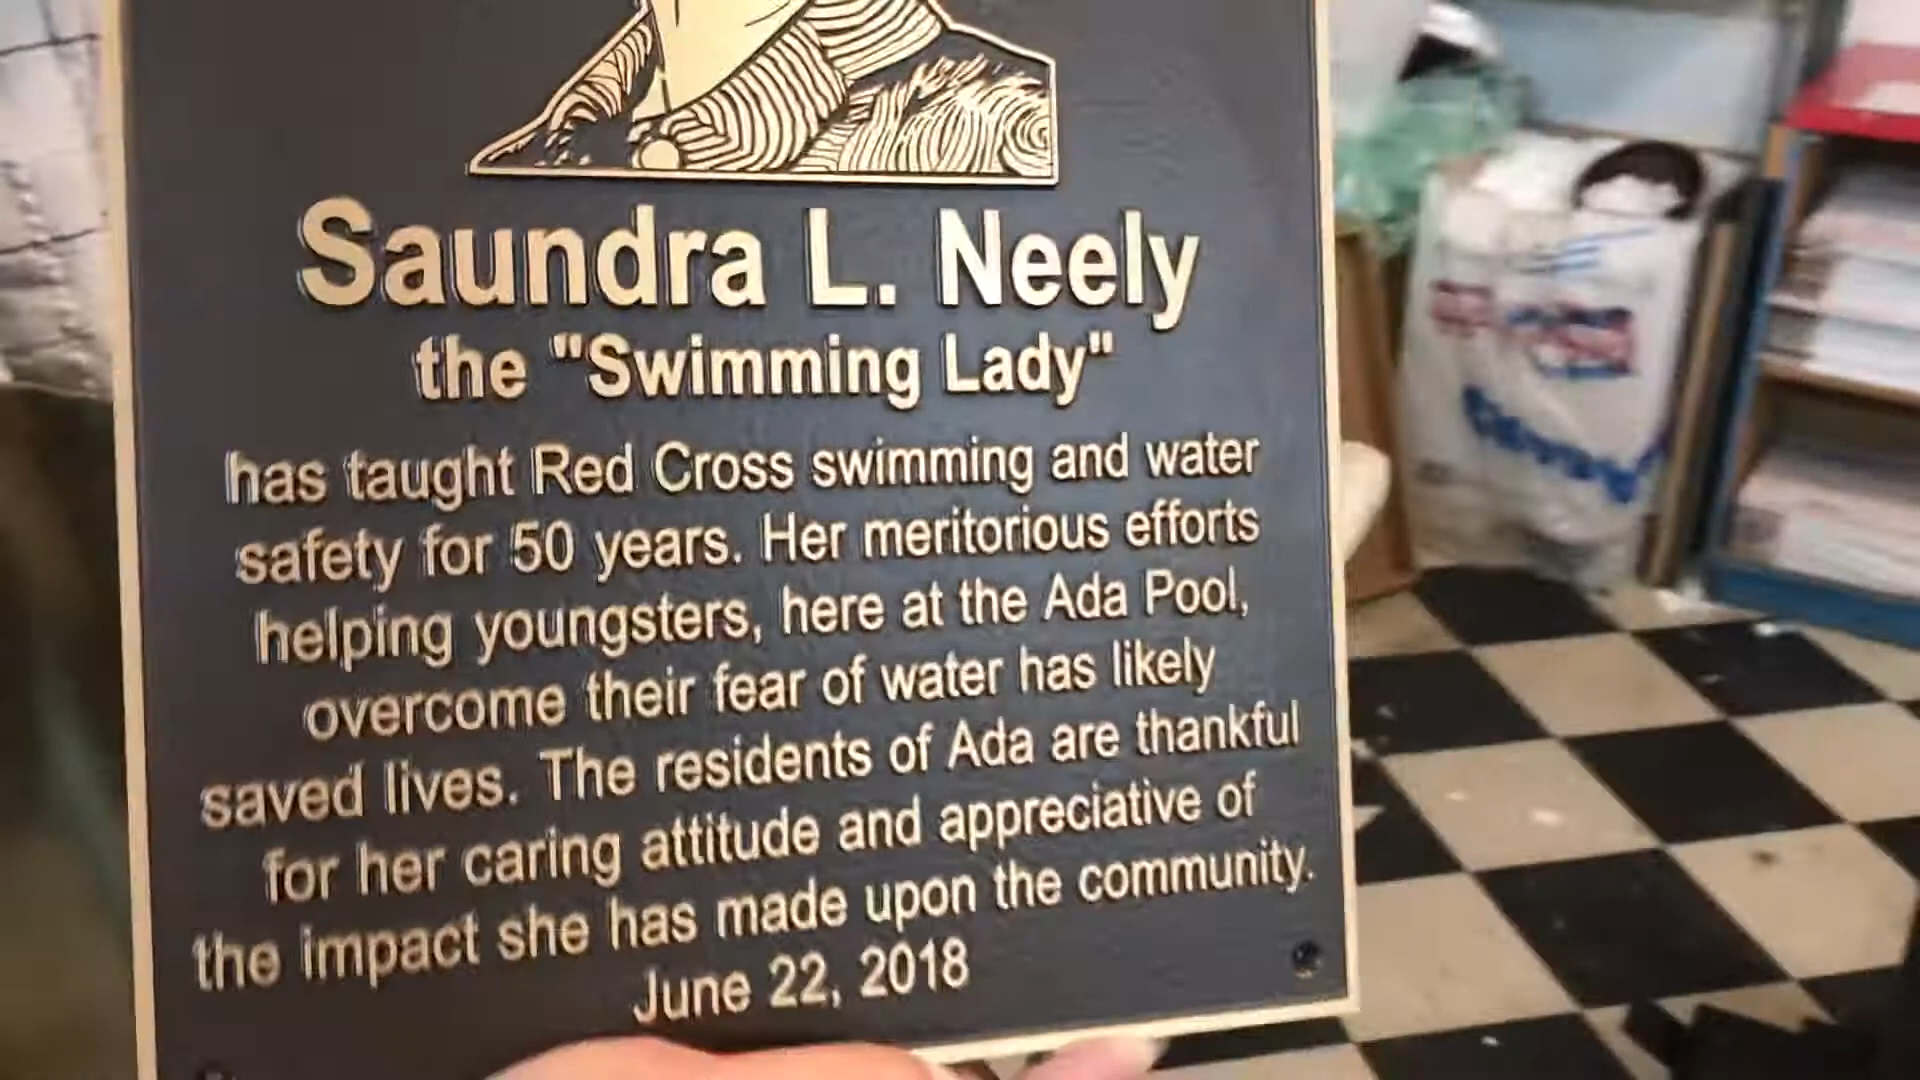 Saundra L. Neely
the "Swimming Lady"
has taught Red Cross swimming and water
safety for 50 years. Her meritorious efforts
helping youngsters, here at the Ada Pool,
overcome their fear of water has likely
saved lives. The residents of Ada are thankful
for her caring attitude and appreciative of
the impact she has made upon the community.
June 22, 2018